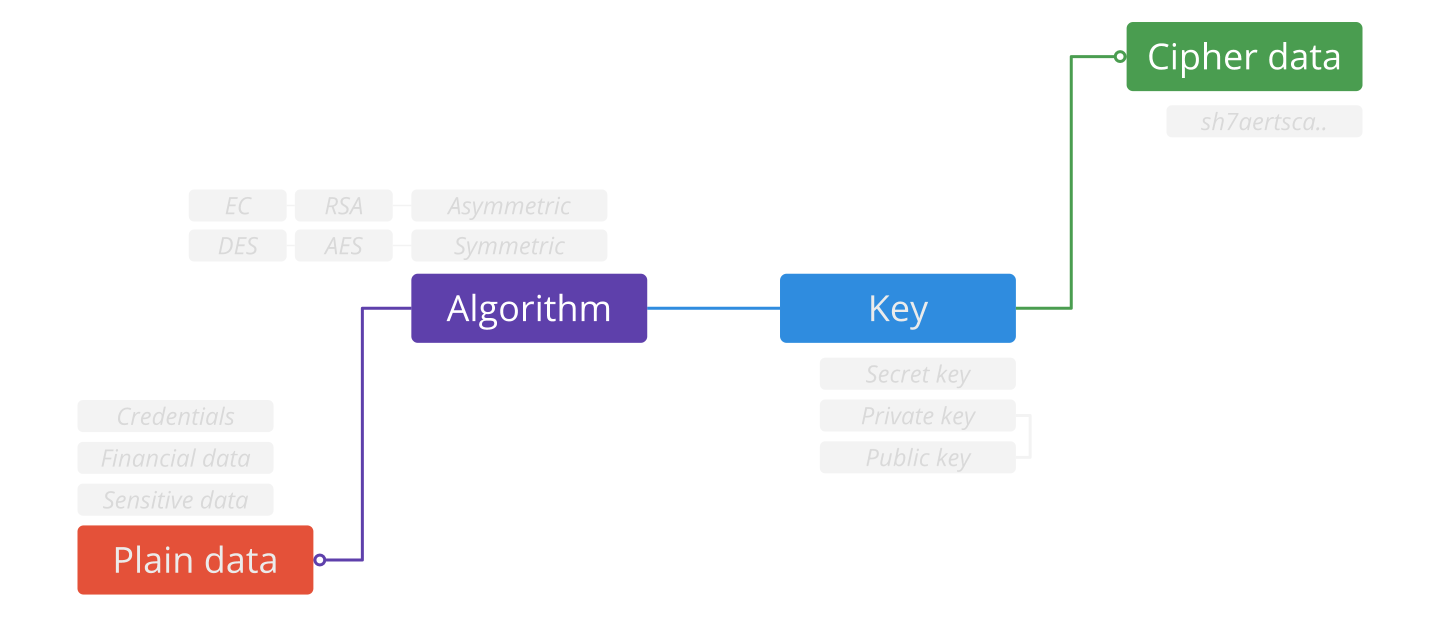 Cipher data
sh7aertsca..
EC RSA Asymmetric
DES AES Symmetric
Algorithm
Key
Secret key
Private key
Public key
Credentials
Financial data
Sensitive data
Plain data